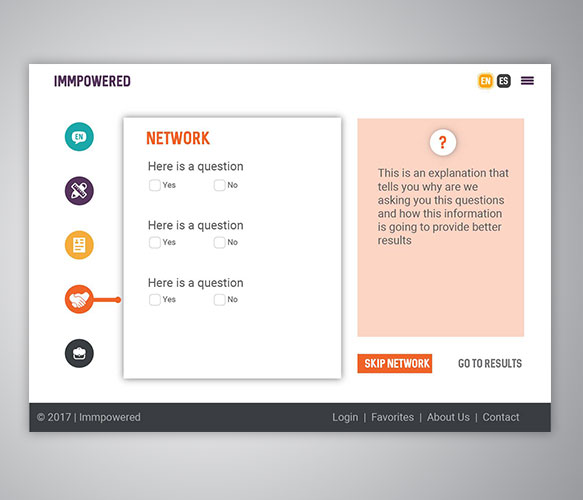 IMMPOWERED
EN ES
EN
NETWORK
Here is a question
Yes No
Here is a question
Yes No
Here is a question
Yes No
?
This is an explanation that
tells you why are we
asking you this questions
and how this information
is going to provide better
results
SKIP NETWORK GO TO RESULTS
© 2017 | Immpowered
Login | Favorites | About Us | Contact